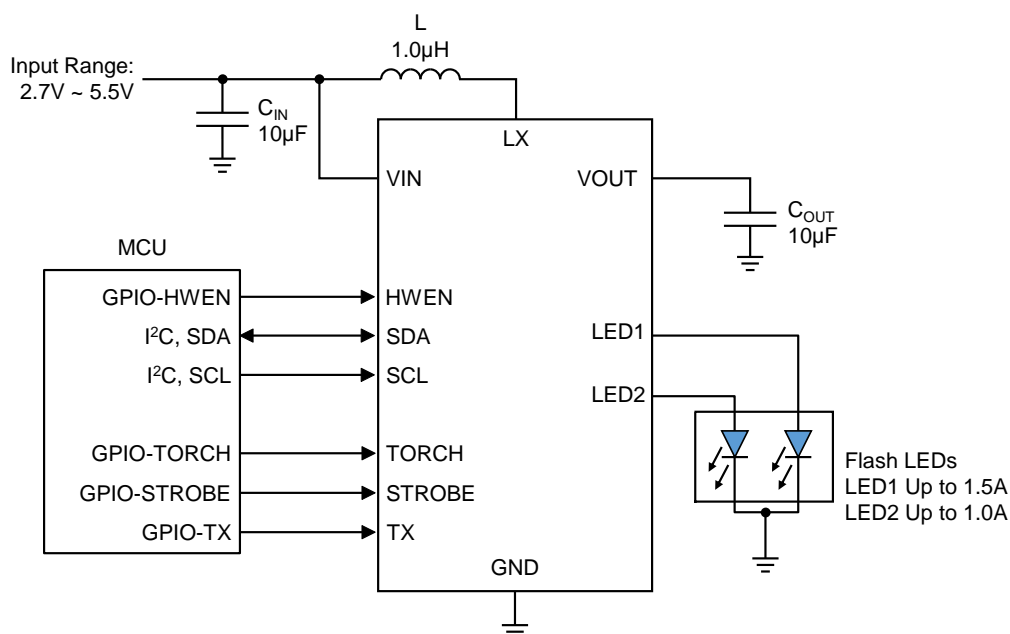 L
1.0µH
Input Range:
2.7V ~ 5.5V
CIN
10µF
LX
VIN
VOUT
COUT
10µF
MCU
GPIO-HWEN
HWEN
I²C, SDA
SDA
LED1
I²C, SCL
SCL
LED2
GPIO-TORCH
TORCH
GPIO-STROBE
STROBE
GPIO-TX
TX
Flash LEDs
LED1 Up to 1.5A
LED2 Up to 1.0A
GND